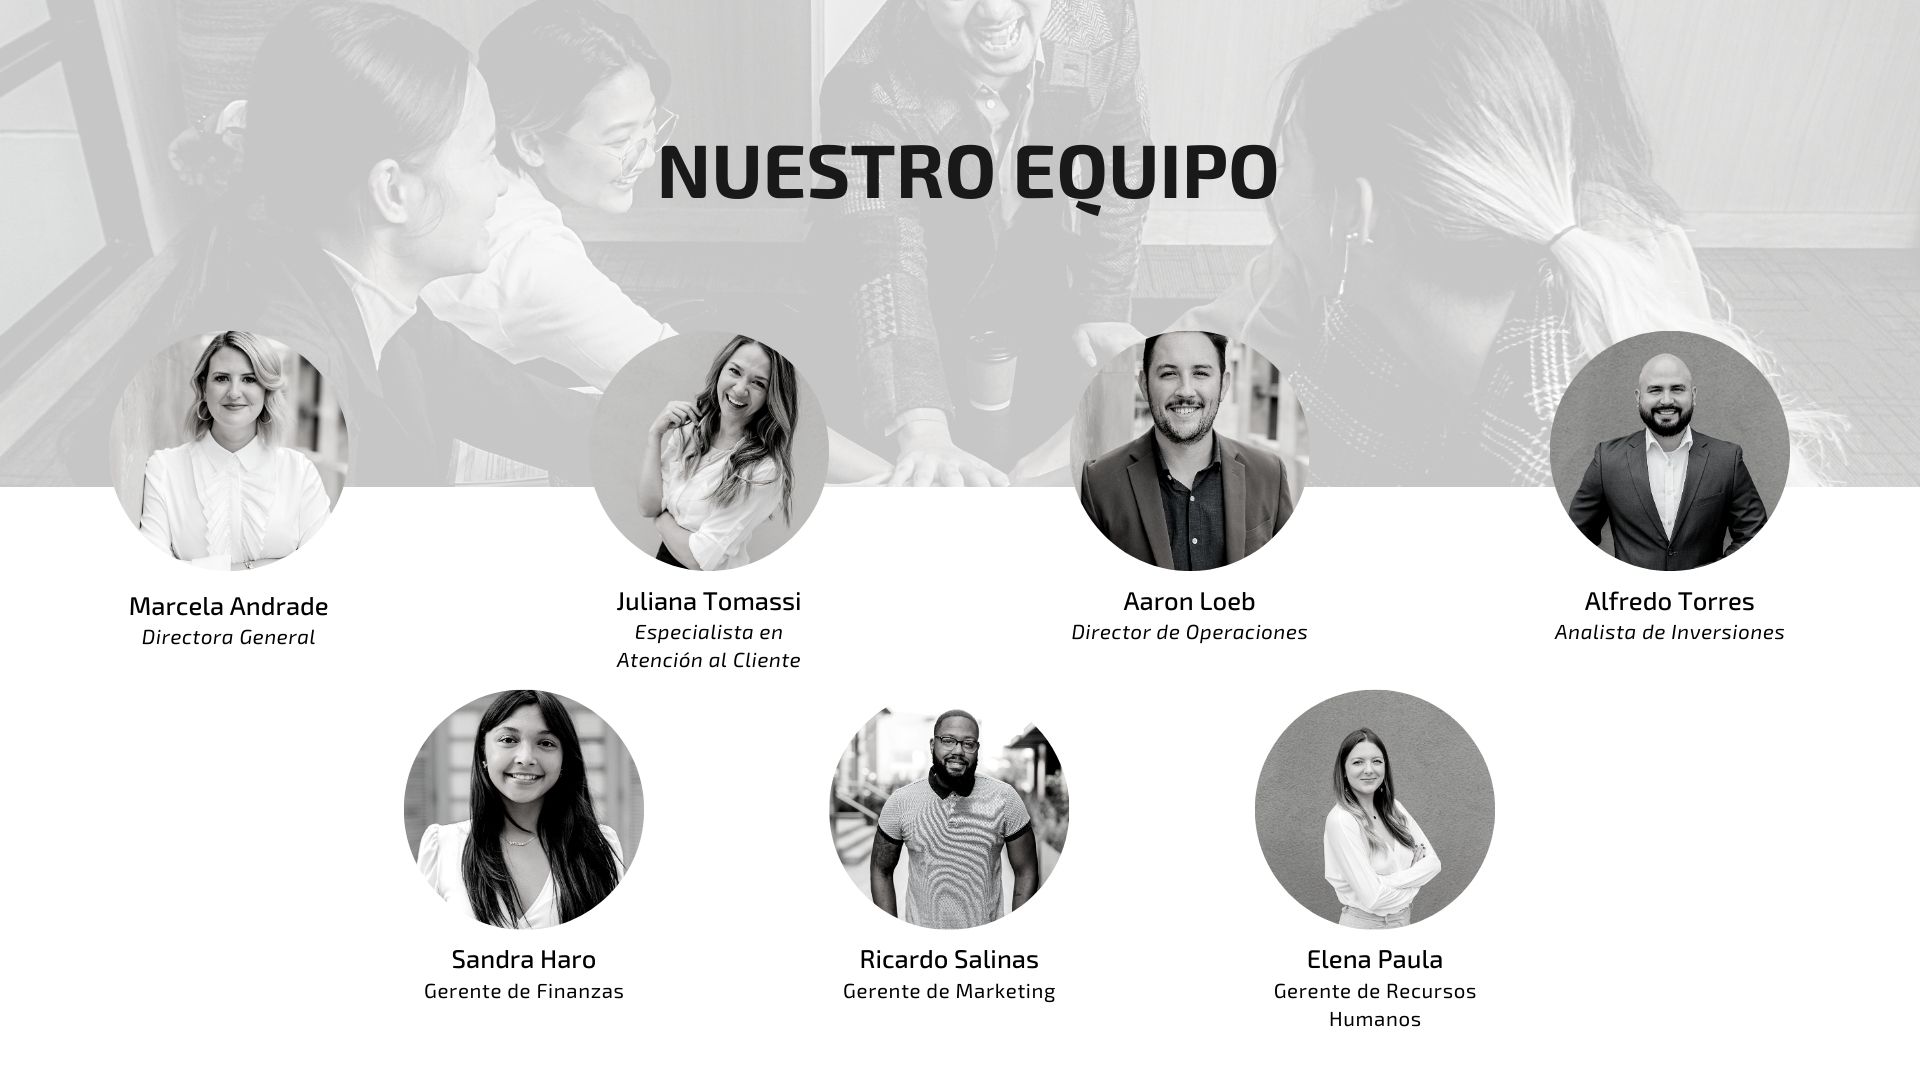 NUESTRO EQUIPO
Marcela Andrade
Directora General
Juliana Tomassi
Especialista en
Atención al Cliente
Aaron Loeb
Director de Operaciones
Alfredo Torres
Analista de Inversiones
Sandra Haro
Gerente de Finanzas
Ricardo Salinas
Gerente de Marketing
Elena Paula
Gerente de Recursos
Humanos